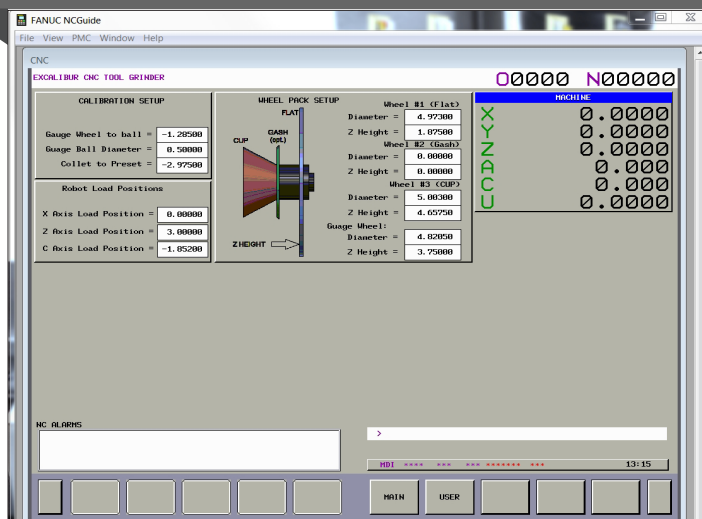 FANUC NCGuide
File View PMC Window Help
CNC
EXCALIBUR CNC TOOL GRINDER
O0000 N00000
CALIBRATION SETUP
Gauge Wheel to ball = -1.28500
Guage Ball Diameter = 0.50000
Collet to Preset = -2.97500
Robot Load Positions
X Axis Load Position = 0.00000
Z Axis Load Position = 3.00000
C Axis Load Position = -1.85200
WHEEL PACK SETUP
FLAT
GASH
(opt.)
CUP
Z HEIGHT
Wheel #1 (Flat)
Diameter = 4.97300
Z Height = 1.87500
Wheel #2 (Gash)
Diameter = 0.00000
Z Height = 0.00000
Wheel #3 (CUP)
Diameter = 5.00300
Z Height = 4.65750
Guage Wheel:
Diameter = 4.82050
Z Height = 3.75000
MACHINE
X 0.0000
Y 0.0000
Z 0.0000
A 0.000
C 0.000
U 0.0000
NC ALARMS
>
MDI **** *** *** ******* ***
13:15
MAIN
USER